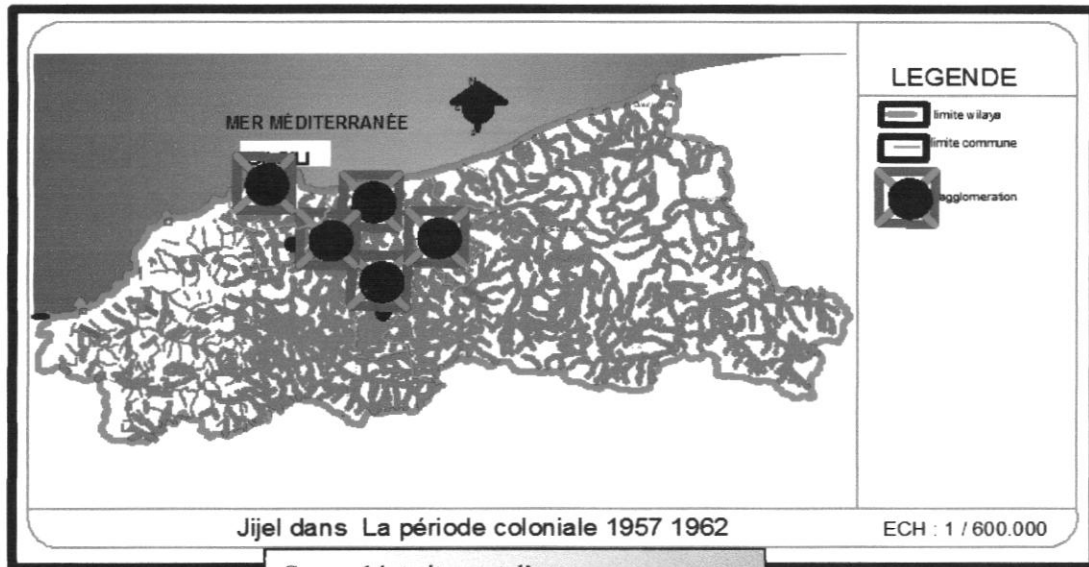 MER MÉDITERRANÉE
LEGENDE
limite wilaya
limite commune
agglomeration
Jijel dans La période coloniale 1957 1962
ECH : 1 / 600.000